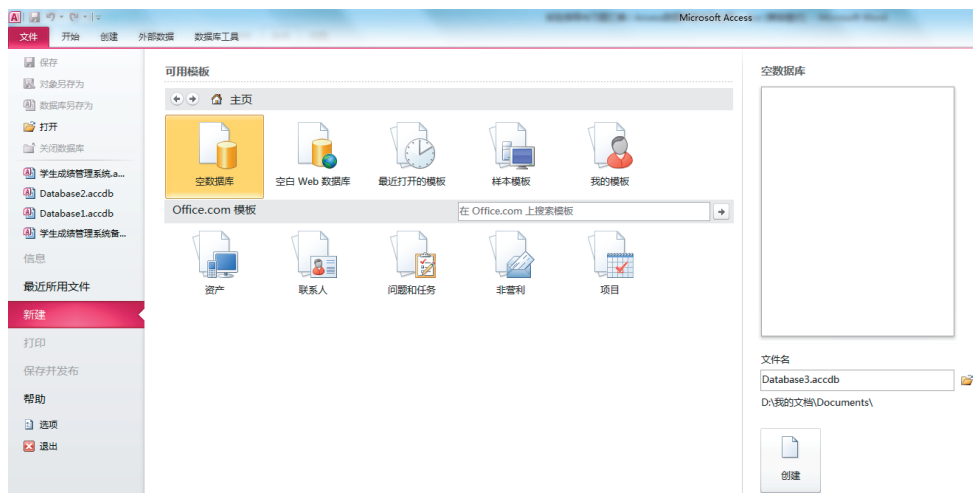 Microsoft Access
文件 开始 创建 外部数据 数据库工具
保存
对象另存为
数据库另存为
打开
关闭数据库
学生成绩管理系统.a...
Database2.accdb
Database1.accdb
学生成绩管理系统备...
信息
最近所用文件
新建
打印
保存并发布
帮助
选项
退出
可用模板
主页
空数据库 空白 Web 数据库 最近打开的模板 样本模板 我的模板
Office.com 模板 在 Office.com 上搜索模板
资产 联系人 问题和任务 非营利 项目
空数据库
文件名
Database3.accdb
D:\我的文档\Documents\
创建